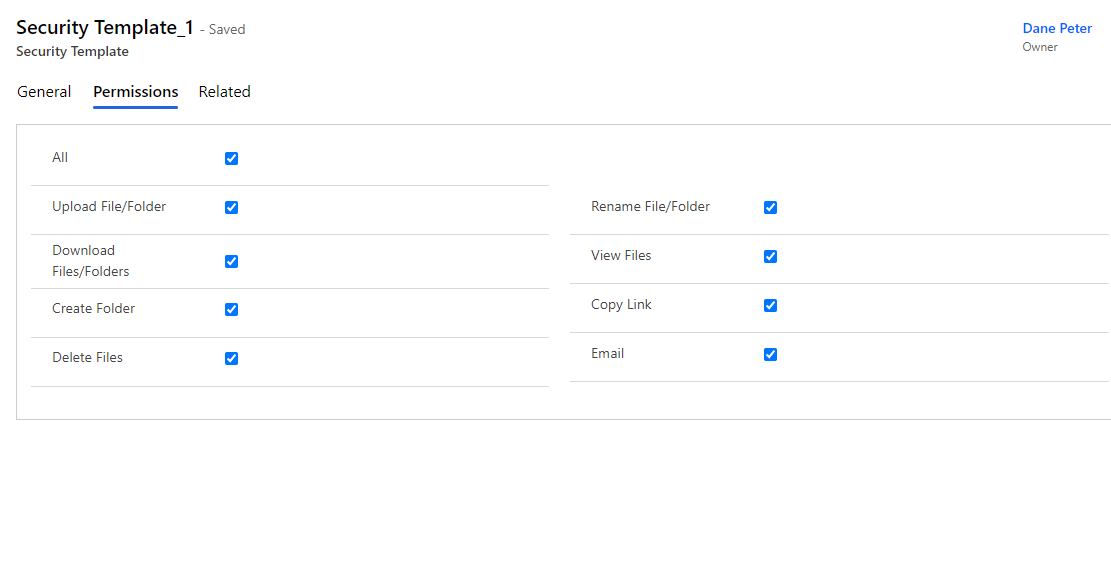 Security Template_1 - Saved
Security Template
Dane Peter
Owner
General Permissions Related
All
Upload File/Folder
Download
Files/Folders
Create Folder
Delete Files
Rename File/Folder
View Files
Copy Link
Email